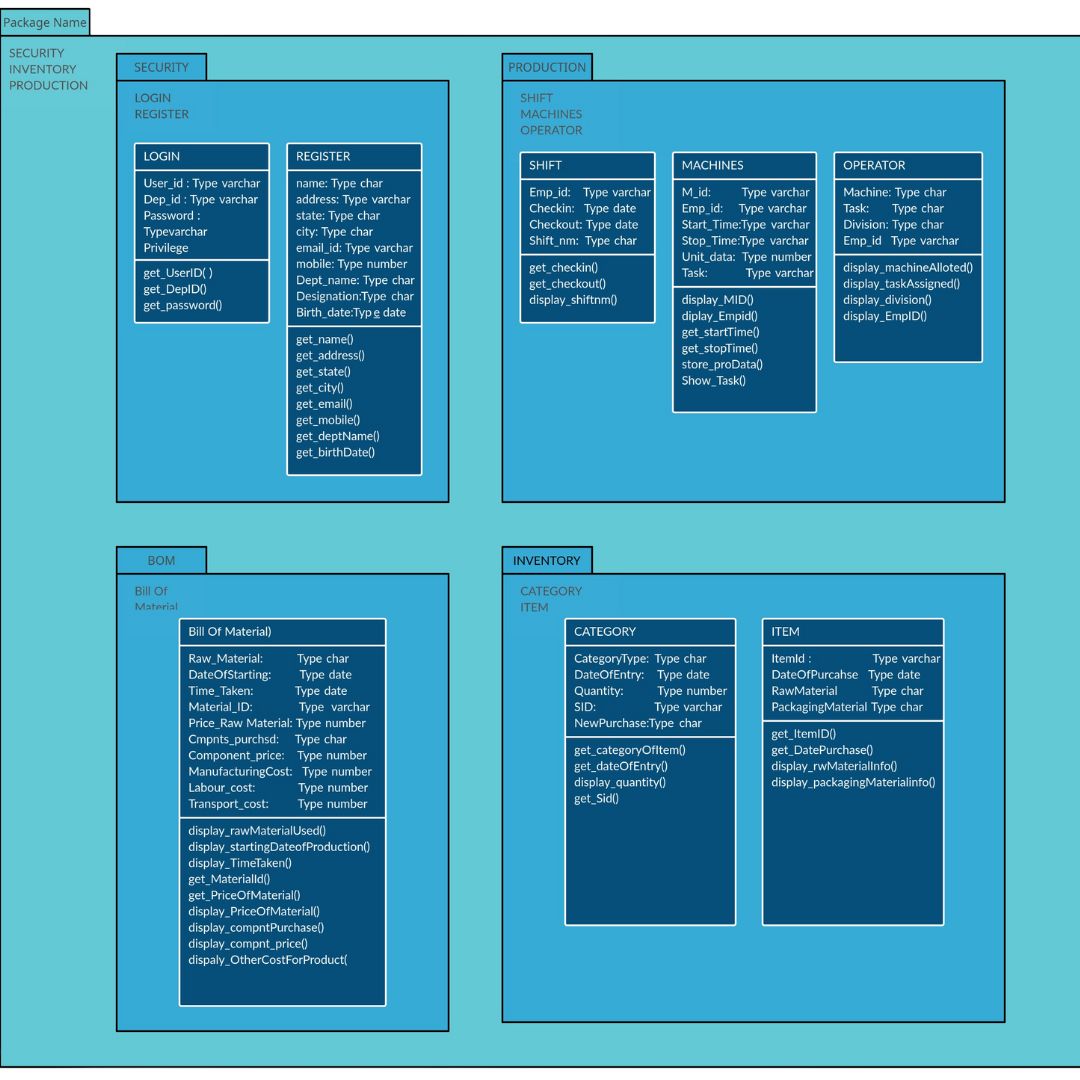 Package Name
SECURITY
INVENTORY
PRODUCTION
SECURITY
LOGIN
REGISTER
LOGIN
User_id : Type varchar
Dep_id : Type varchar
Password :
Typevarchar
Privilege
get_UserID( )
get_DepID()
get_password()
REGISTER
name: Type char
address: Type varchar
state: Type char
city: Type char
email_id: Type varchar
mobile: Type number
Dept_name: Type char
Designation:Type char
Birth_date:Type date
get_name()
get_address()
get_state()
get_city()
get_email()
get_mobile()
get_deptName()
get_birthDate()
PRODUCTION
SHIFT
MACHINES
OPERATOR
SHIFT
Emp_id: Type varchar
Checkin: Type date
Checkout: Type date
Shift_nm: Type char
get_checkin()
get_checkout()
display_shiftnm()
MACHINES
M_id: Type varchar
Emp_id: Type varchar
Start_Time:Type varchar
Stop_Time:Type varchar
Unit_data: Type number
Task: Type varchar
display_MID()
diplay_Empid()
get_startTime()
get_stopTime()
store_proData()
Show_Task()
OPERATOR
Machine: Type char
Task: Type char
Division: Type char
Emp_id Type varchar
display_machineAlloted()
display_taskAssigned()
display_division()
display_EmpID()
BOM
Bill Of
Material
Bill Of Material)
Raw_Material: Type char
DateOfStarting: Type date
Time_Taken: Type date
Material_ID: Type varchar
Price_Raw Material: Type number
Cmpnts_purchsd: Type char
Component_price: Type number
ManufacturingCost: Type number
Labour_cost: Type number
Transport_cost: Type number
display_rawMaterialUsed()
display_startingDateofProduction()
display_TimeTaken()
get_MaterialId()
get_PriceOfMaterial()
display_PriceOfMaterial()
display_compntPurchase()
display_compnt_price()
dispaly_OtherCostForProduct(
INVENTORY
CATEGORY
ITEM
CATEGORY
CategoryType: Type char
DateOfEntry: Type date
Quantity: Type number
SID: Type varchar
NewPurchase:Type char
get_categoryOfItem()
get_dateOfEntry()
display_quantity()
get_Sid()
ITEM
ItemId : Type varchar
DateOfPurcahse Type date
RawMaterial Type char
PackagingMaterial Type char
get_ItemID()
get_DatePurchase()
display_rwMaterialInfo()
display_packagingMaterialinfo()